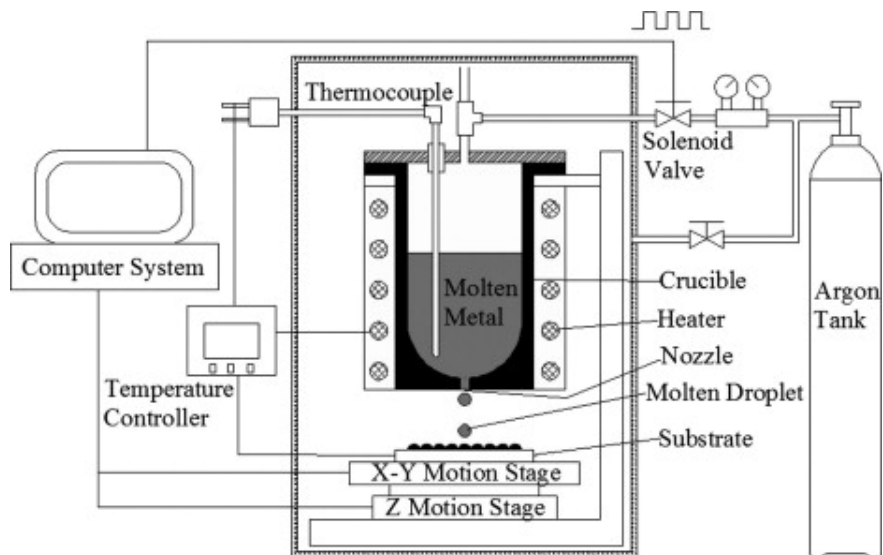 Thermocouple
Solenoid
Valve
Computer System
Molten
Metal
Crucible
Argon
Tank
Heater
Nozzle
Temperature
Controller
Molten Droplet
Substrate
X-Y Motion Stage
Z Motion Stage